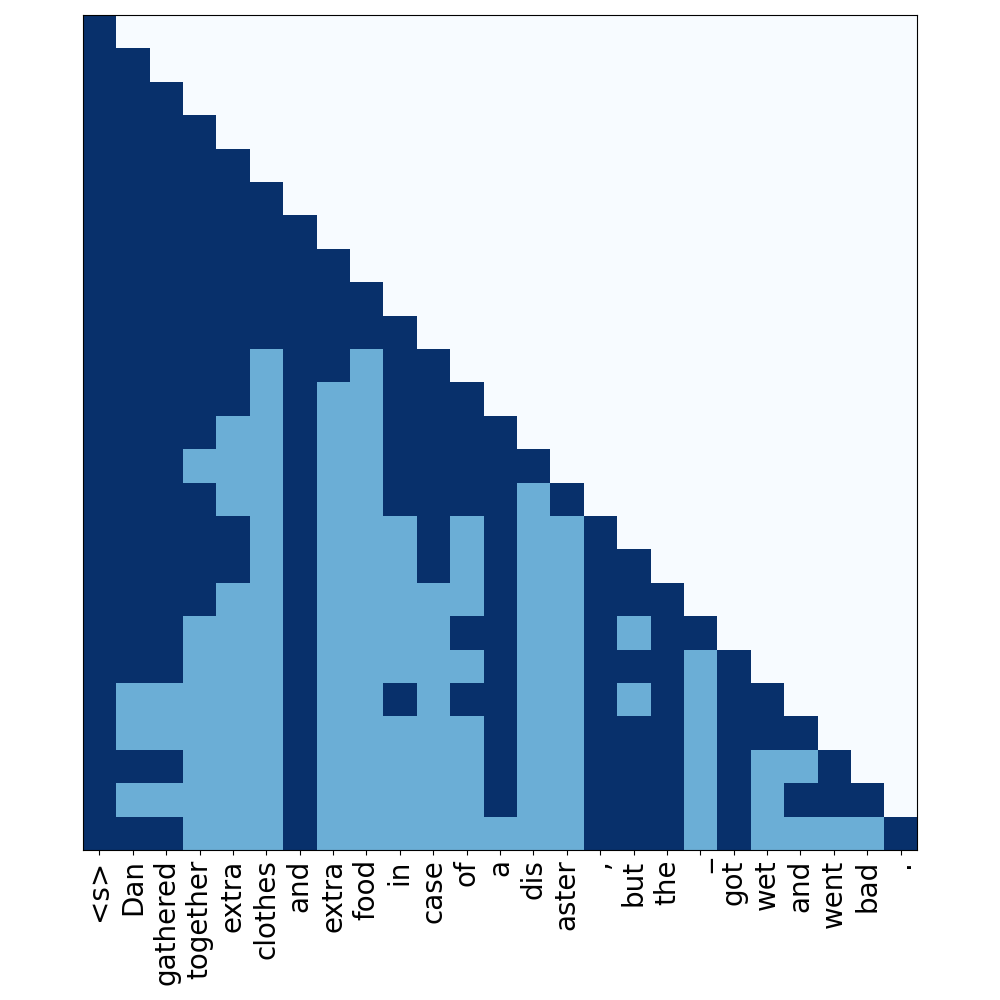 <s> Dan gathered together extra clothes and extra food in case of a dis aster , but the _ got wet and went bad .